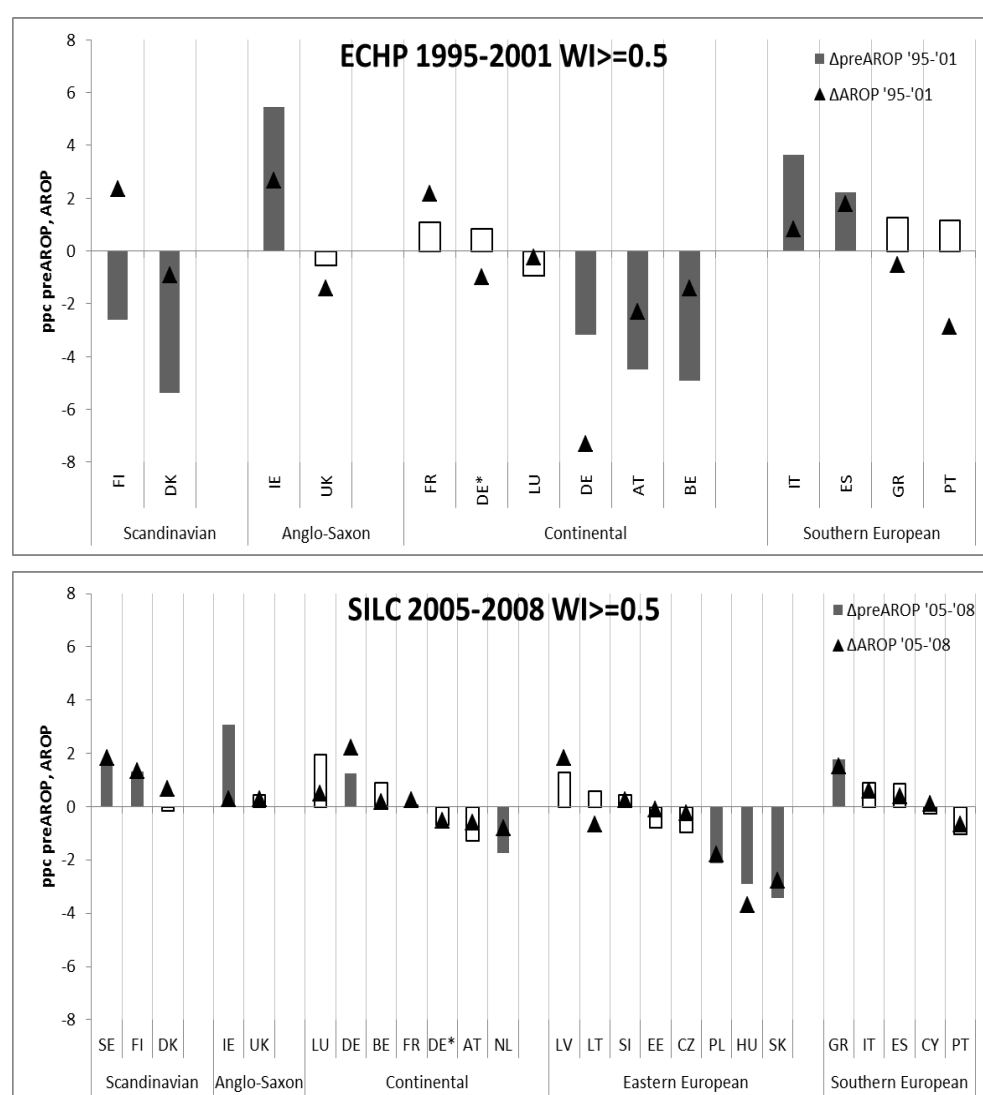 ECHP 1995-2001 WI>=0.5
ΔpreAROP '95-'01
ΔAROP '95-'01
ppc preAROP, AROP
8
6
4
2
0
-2
-4
-6
-8
FI DK IE UK FR DE* LU DE AT BE IT ES GR PT
Scandinavian Anglo-Saxon Continental Southern European
SILC 2005-2008 WI>=0.5
ΔpreAROP '05-'08
ΔAROP '05-'08
ppc preAROP, AROP
8
6
4
2
0
-2
-4
-6
-8
SE FI DK IE UK LU DE BE FR DE* AT NL LV LT SI EE CZ PL HU SK GR IT ES CY PT
Scandinavian Anglo-Saxon Continental Eastern European Southern European